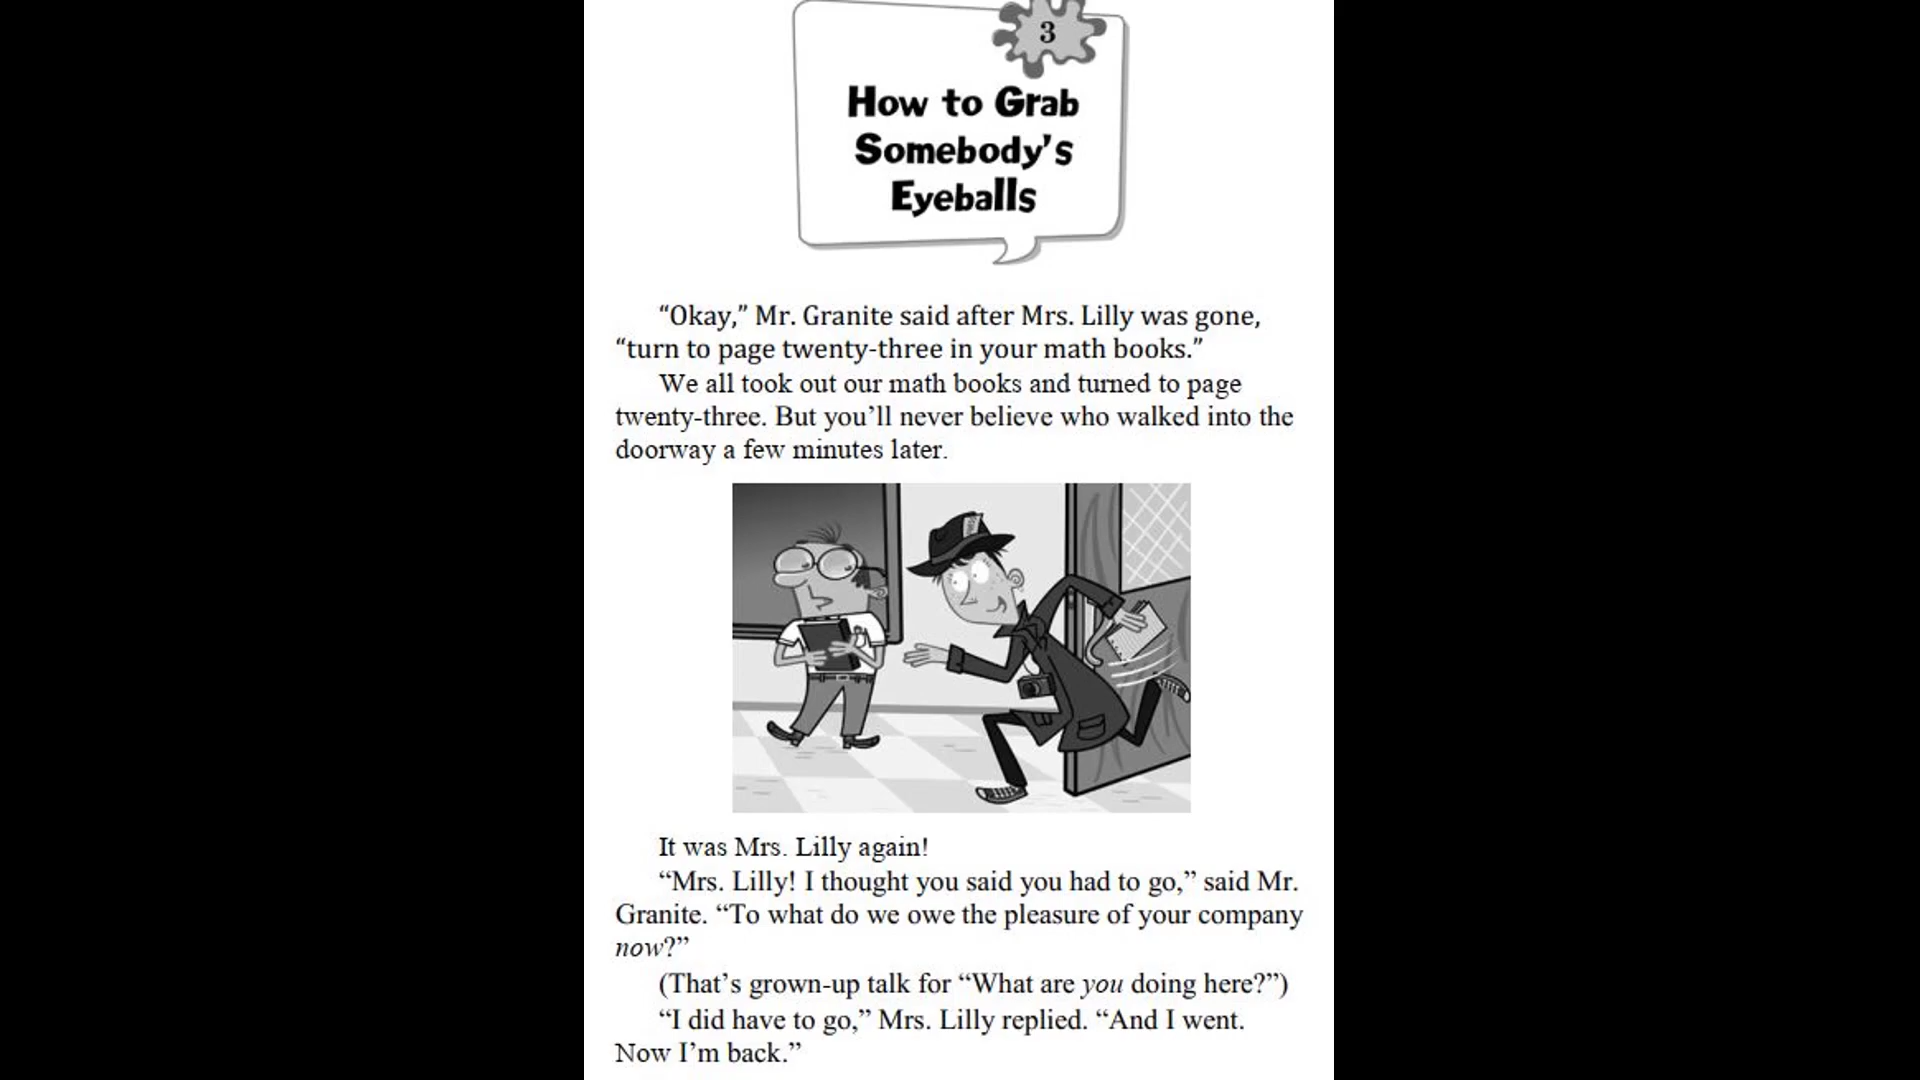 3
How to Grab
Somebody’s
Eyeballs
“Okay,” Mr. Granite said after Mrs. Lilly was gone,
“turn to page twenty-three in your math books.”
We all took out our math books and turned to page
twenty-three. But you’ll never believe who walked into the
doorway a few minutes later.
It was Mrs. Lilly again!
“Mrs. Lilly! I thought you said you had to go,” said Mr.
Granite. “To what do we owe the pleasure of your company
now?”
(That’s grown-up talk for “What are you doing here?”)
“I did have to go,” Mrs. Lilly replied. “And I went.
Now I’m back.”